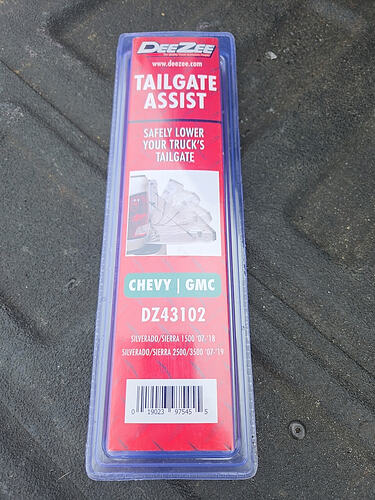 DEEZEE
www.deezee.com
TAILGATE
ASSIST
SAFELY LOWER
YOUR TRUCK'S
TAILGATE
CHEVY | GMC
DZ43102
SILVERADO/SIERRA 1500 '07-'18
SILVERADO/SIERRA 2500/3500 '07-'19
0 19023 97545 5